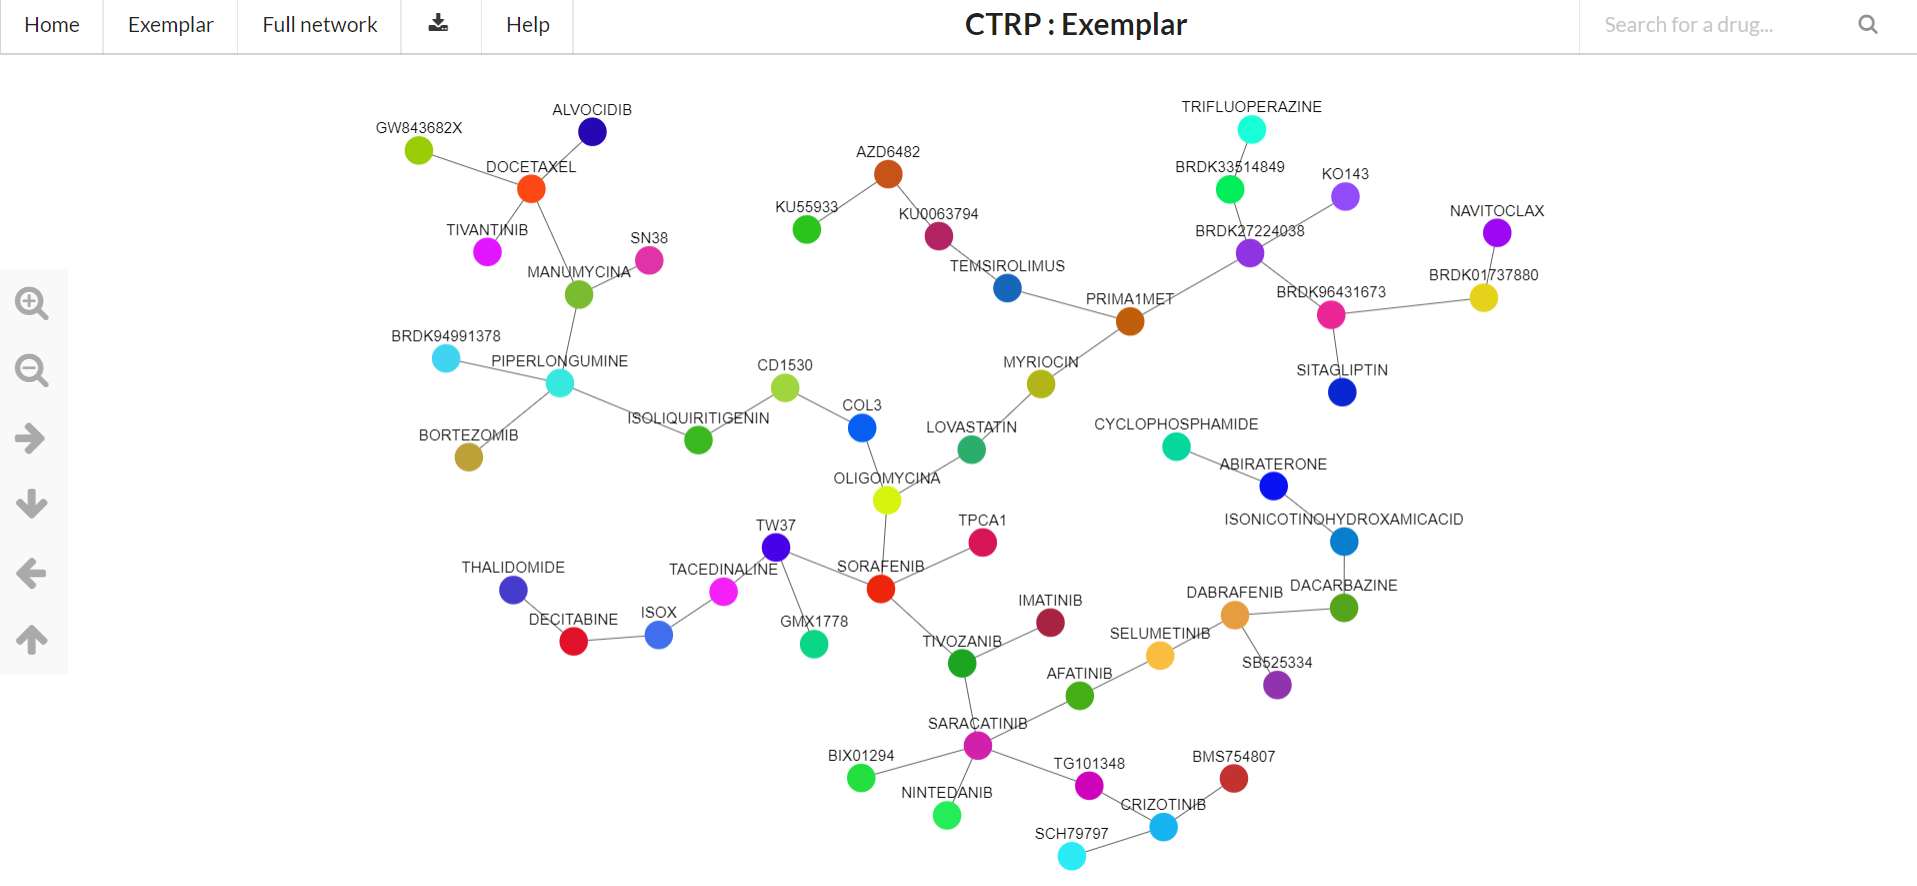 Home
Exemplar
Full network
Help
CTRP : Exemplar
Search for a drug...
TRIFLUOPERAZINE
ALVOCIDIB
GW843682X
AZD6482
DOCETAXEL
BRDK33514849
KO143
KU55933
KU0063794
NAVITOCLAX
TIVANTINIB
BRDK27224038
SN38
TEMSIROLIMUS
MANUMYCINA
BRDK01737880
BRDK96431673
PRIMA1MET
BRDK94991378
PIPERLONGUMINE
MYRIOCIN
CD1530
SITAGLIPTIN
COL3
ISOLIQUIRITIGENIN
CYCLOPHOSPHAMIDE
LOVASTATIN
BORTEZOMIB
ABIRATERONE
OLIGOMYCINA
ISONICOTINOHYDROXAMICACID
TPCA1
TW37
SORAFENIB
THALIDOMIDE
TACEDINALINE
DACARBAZINE
DABRAFENIB
IMATINIB
ISOX
DECITABINE
GMX1778
SELUMETINIB
TIVOZANIB
SB525334
AFATINIB
SARACATINIB
BIX01294
BMS754807
TG101348
NINTEDANIB
CRIZOTINIB
SCH79797